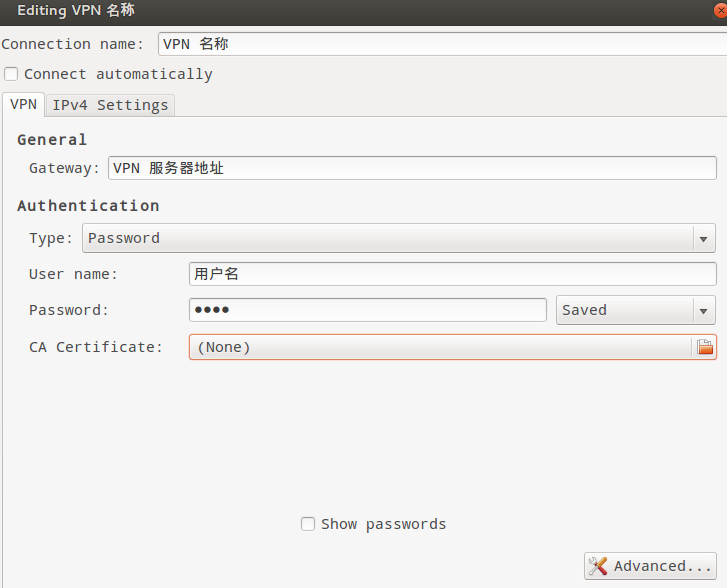 Editing VPN 名称
Connection name: VPN 名称
Connect automatically
VPN IPv4 Settings
General
Gateway: VPN 服务器地址
Authentication
Type: Password
User name: 用户名
Password: ●●●● Saved
CA Certificate: (None)
Show passwords
Advanced...